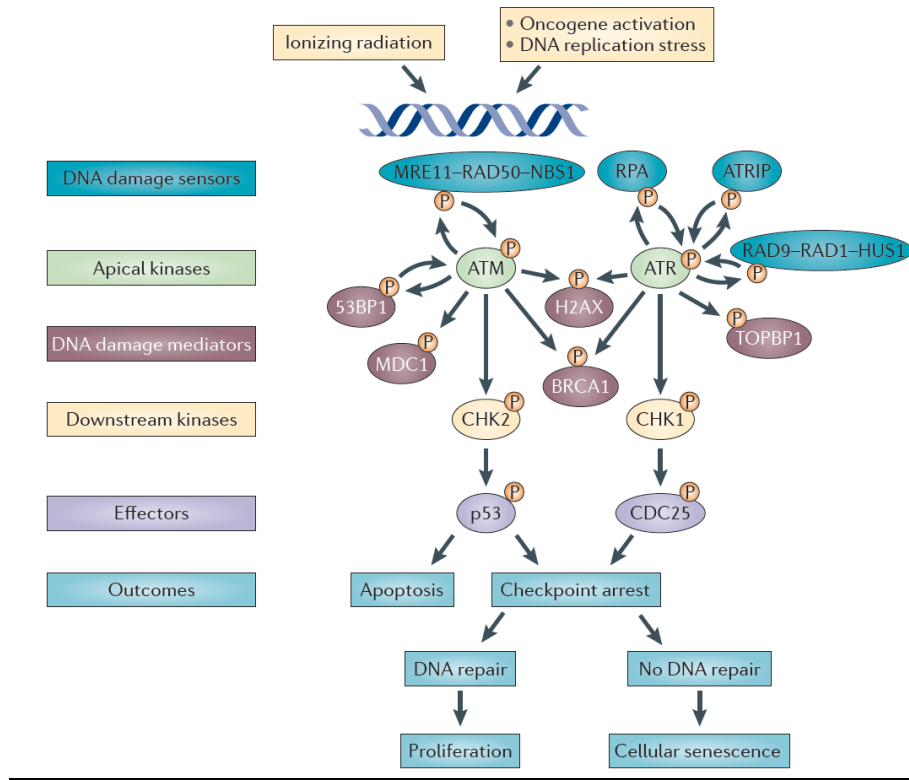 Ionizing radiation
• Oncogene activation
• DNA replication stress
DNA damage sensors
MRE11–RAD50–NBS1
RPA
ATRIP
P
P
P
RAD9–RAD1–HUS1
P
Apical kinases
ATM
P
ATR
P
53BP1
P
H2AX
P
DNA damage mediators
MDC1
P
BRCA1
P
TOPBP1
P
Downstream kinases
CHK2
P
CHK1
P
Effectors
p53
P
CDC25
P
Outcomes
Apoptosis
Checkpoint arrest
DNA repair
No DNA repair
Proliferation
Cellular senescence